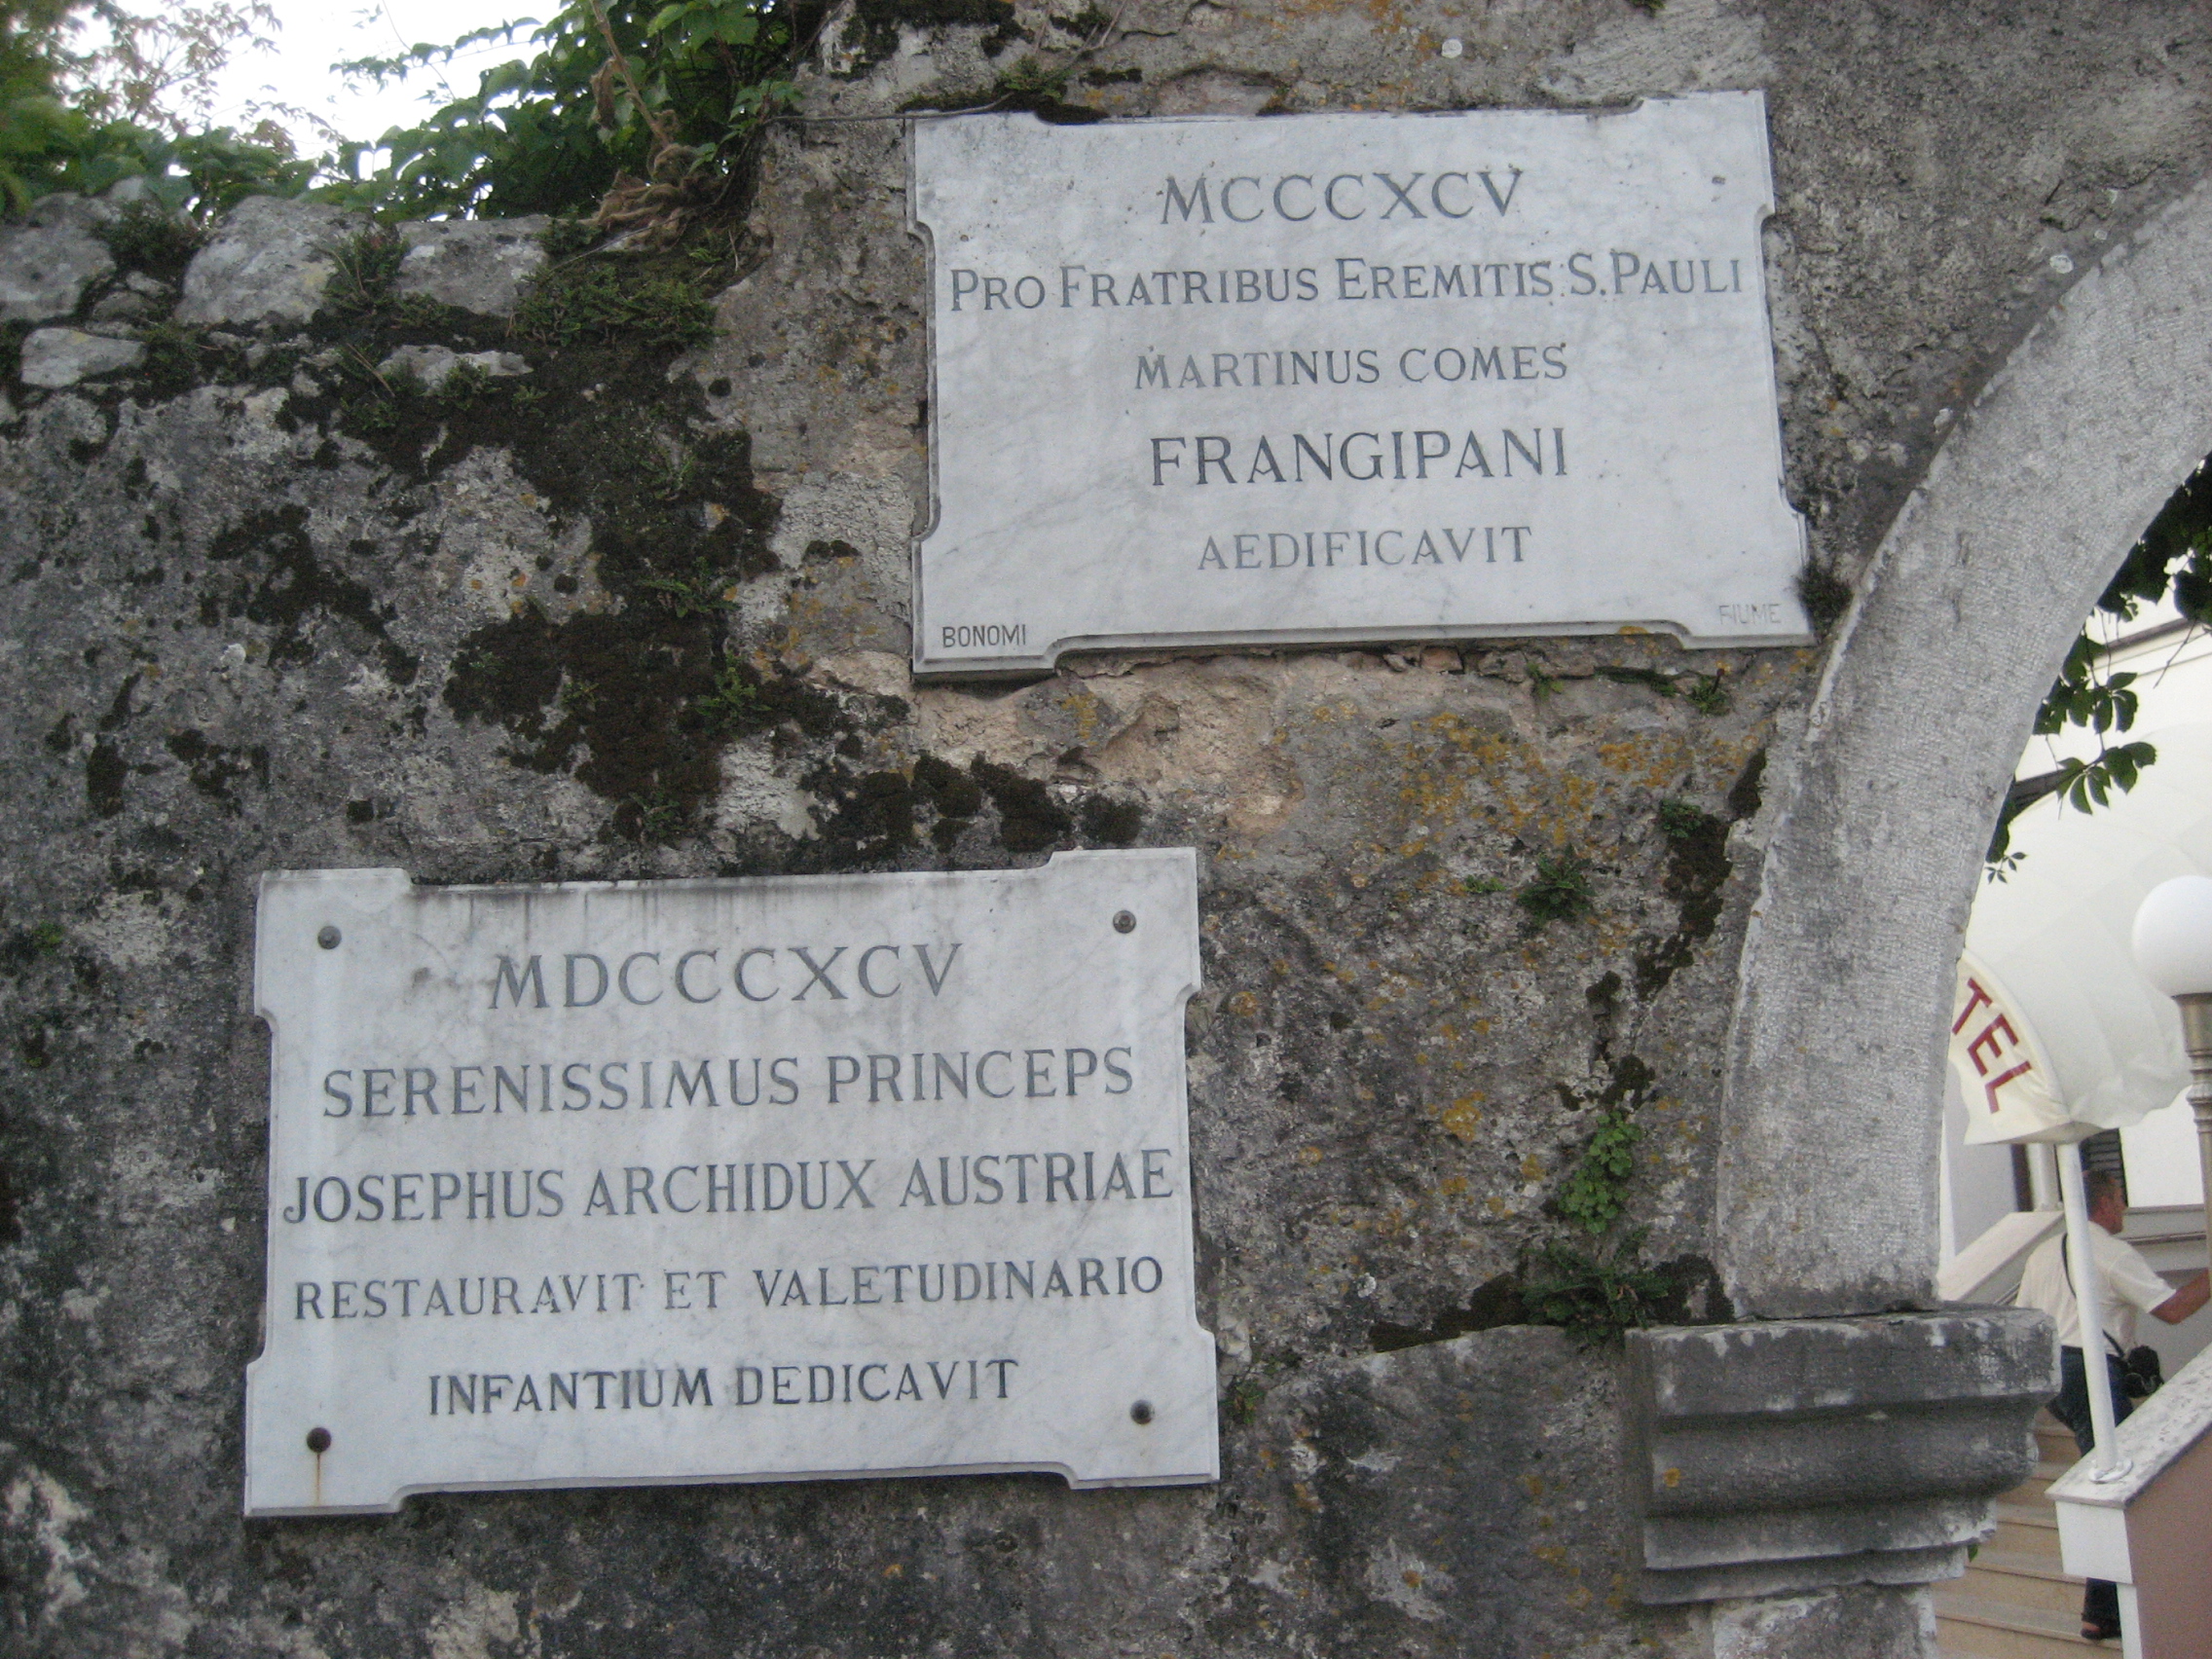 MCCCXCV
PRO FRATRIBUS EREMITIS S. PAULI
MARTINUS COMES
FRANGIPANI
AEDIFICAVIT
BONOMI
FIUME
MDCCCXCV
SERENISSIMUS PRINCEPS
JOSEPHUS ARCHIDUX AUSTRIAE
RESTAURAVIT ET VALETUDINARIO
INFANTIUM DEDICAVIT
TEL